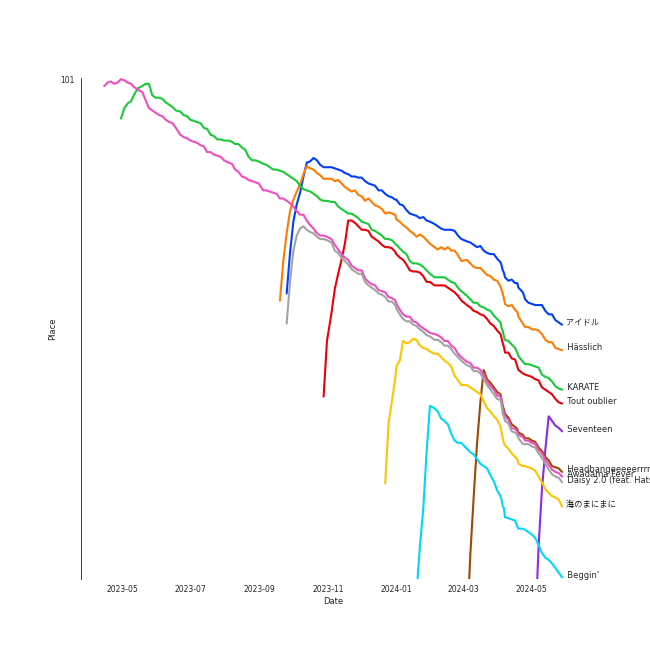 101
アイドル
Hässlich
KARATE
Tout oublier
Seventeen
Headbangeeeeerrrr
Awadama Fever
Daisy 2.0 (feat. Hats
海のまにまに
Beggin'
Place
2023-05 2023-07 2023-09 2023-11 2024-01 2024-03 2024-05
Date